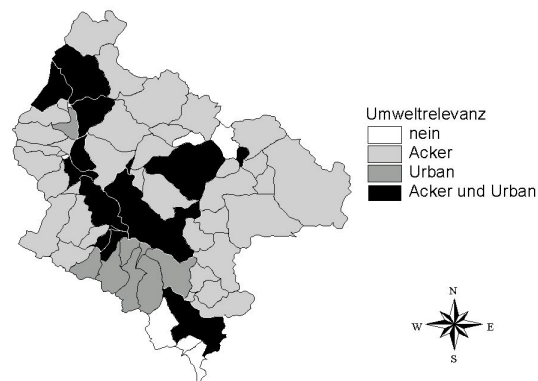 Umweltrelevanz
nein
Acker
Urban
Acker und Urban
N
W E
S